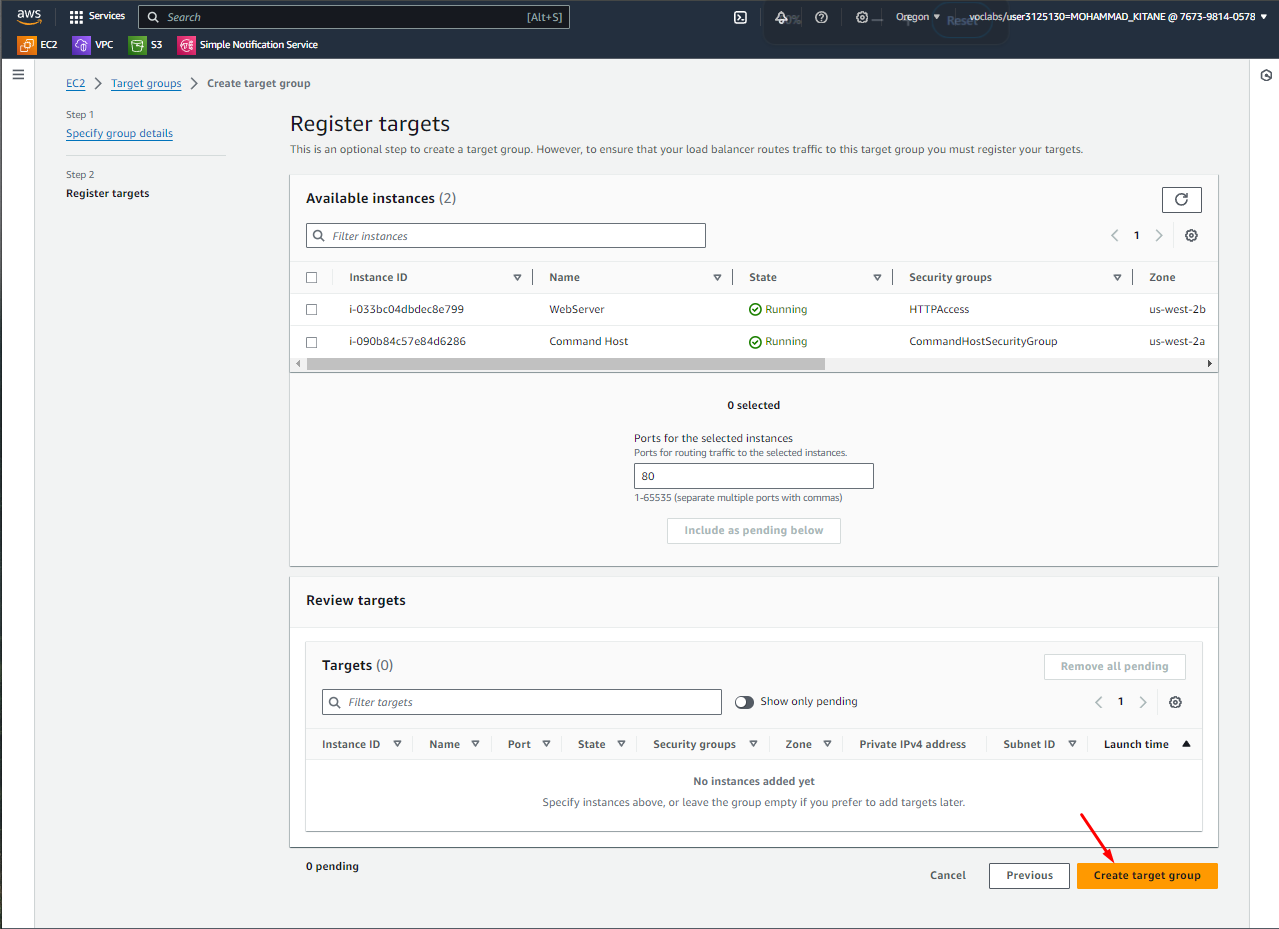 aws
Services
Search [Alt+S]
Oregon
Reset
voclabs/user3125130=MOHAMMAD_KITANE @ 7673-9814-0578
EC2 VPC S3 Simple Notification Service
EC2 Target groups Create target group
Step 1
Specify group details
Step 2
Register targets
Register targets
This is an optional step to create a target group. However, to ensure that your load balancer routes traffic to this target group you must register your targets.
Available instances (2)
Filter instances
1
Instance ID Name State Security groups Zone
i-033bc04dbdec8e799 WebServer Running HTTPAccess us-west-2b
i-090b84c57e84d6286 Command Host Running CommandHostSecurityGroup us-west-2a
0 selected
Ports for the selected instances
Ports for routing traffic to the selected instances.
80
1-65535 (separate multiple ports with commas)
Include as pending below
Review targets
Targets (0)
Remove all pending
Filter targets
Show only pending
1
Instance ID Name Port State Security groups Zone Private IPv4 address Subnet ID Launch time
No instances added yet
Specify instances above, or leave the group empty if you prefer to add targets later.
0 pending
Cancel Previous Create target group